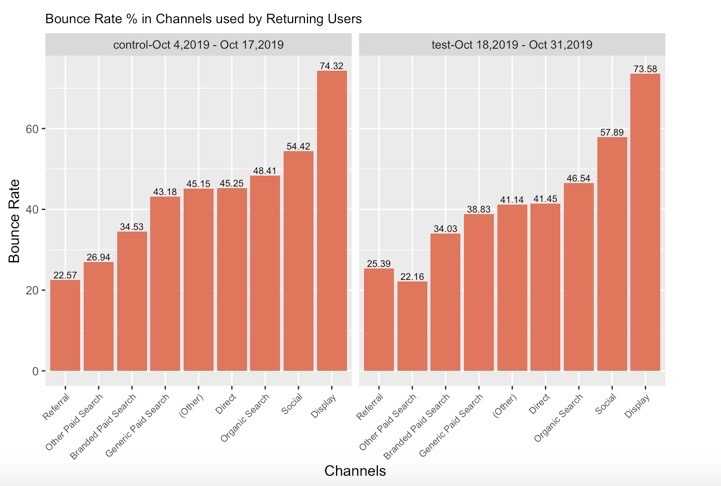 Bounce Rate % in Channels used by Returning Users
control-Oct 4,2019 - Oct 17,2019
test-Oct 18,2019 - Oct 31,2019
Bounce Rate
60
40
20
0
22.57
26.94
34.53
43.18
45.15
45.25
48.41
54.42
74.32
25.39
22.16
34.03
38.83
41.14
41.45
46.54
57.89
73.58
Referral
Other Paid Search
Branded Paid Search
Generic Paid Search
(Other)
Direct
Organic Search
Social
Display
Referral
Other Paid Search
Branded Paid Search
Generic Paid Search
(Other)
Direct
Organic Search
Social
Display
Channels